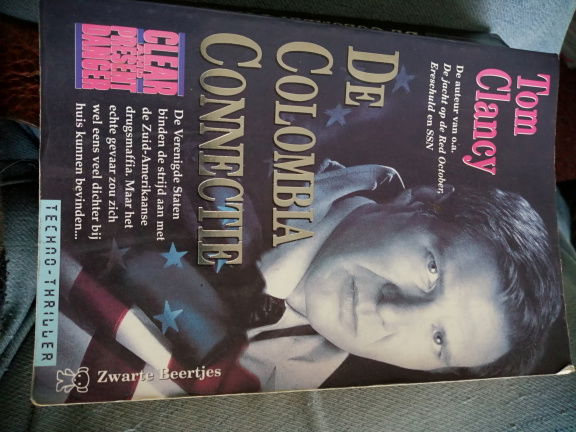 Tom
Clancy
De auteur van o.a.
De jacht op de Red October,
Ereschuld en SSN
DE
COLOMBIA
CONNECTIE
CLEAR
PRESENT
DANGER
De Verenigde Staten
binden de strijd aan met
de Zuid-Amerikaanse
drugsmaffia. Maar het
echte gevaar zou zich
wel eens veel dichter bij
huis kunnen bevinden...
TECHNO-THRILLER
Zwarte Beertjes